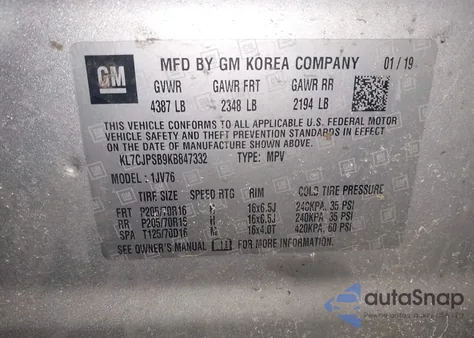 MFD BY GM KOREA COMPANY 01/19
GM
GVWR GAWR FRT GAWR RR
4387 LB 2348 LB 2194 LB
THIS VEHICLE CONFORMS TO ALL APPLICABLE U.S. FEDERAL MOTOR
VEHICLE SAFETY AND THEFT PREVENTION STANDARDS IN EFFECT
ON THE DATE OF MANUFACTURE SHOWN ABOVE.
KL7CJPSB9KB847332 TYPE: MPV
MODEL: 1JV76
TIRE SIZE SPEED RTG RIM COLD TIRE PRESSURE
FRT P205/70R16 H 16x6.5J 240KPA, 35 PSI
RR P205/70R16 H 16x6.5J 240KPA, 35 PSI
SPA T125/70D16 M 16x4.0T 420KPA, 60 PSI
SEE OWNER'S MANUAL
autoSnap